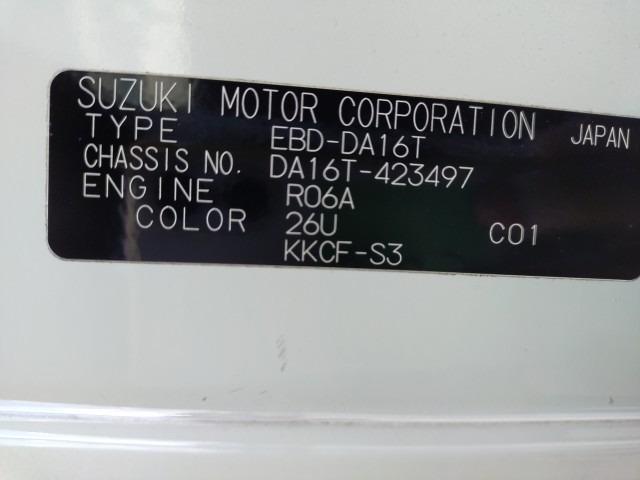 SUZUKI MOTOR CORPORATION JAPAN
TYPE EBD-DA16T
CHASSIS NO. DA16T-423497
ENGINE R06A
COLOR 26U C01
KKCF-S3